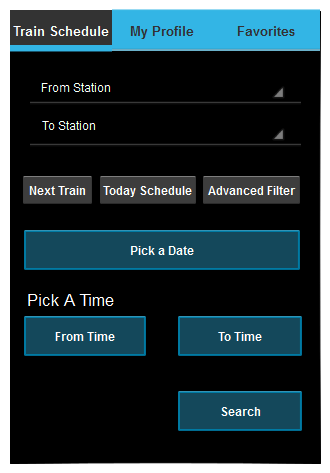 Train Schedule My Profile Favorites
From Station
To Station
Next Train Today Schedule Advanced Filter
Pick a Date
Pick A Time
From Time To Time
Search